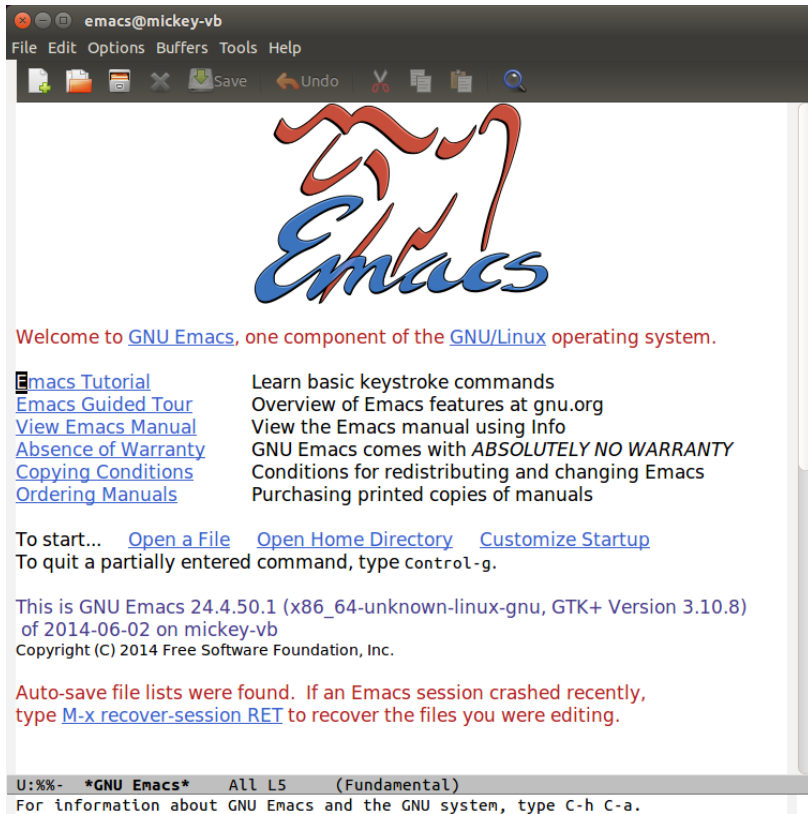 emacs@mickey-vb
File Edit Options Buffers Tools Help
Save Undo
Emacs
Welcome to GNU Emacs, one component of the GNU/Linux operating system.
Emacs Tutorial Learn basic keystroke commands
Emacs Guided Tour Overview of Emacs features at gnu.org
View Emacs Manual View the Emacs manual using Info
Absence of Warranty GNU Emacs comes with ABSOLUTELY NO WARRANTY
Copying Conditions Conditions for redistributing and changing Emacs
Ordering Manuals Purchasing printed copies of manuals
To start... Open a File Open Home Directory Customize Startup
To quit a partially entered command, type Control-g.
This is GNU Emacs 24.4.50.1 (x86_64-unknown-linux-gnu, GTK+ Version 3.10.8)
of 2014-06-02 on mickey-vb
Copyright (C) 2014 Free Software Foundation, Inc.
Auto-save file lists were found. If an Emacs session crashed recently,
type M-x recover-session RET to recover the files you were editing.
U:%%- *GNU Emacs* All L5 (Fundamental)
For information about GNU Emacs and the GNU system, type C-h C-a.